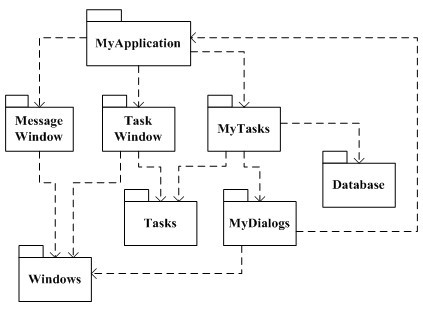 MyApplication
Message
Window
Task
Window
MyTasks
Database
Tasks
MyDialogs
Windows